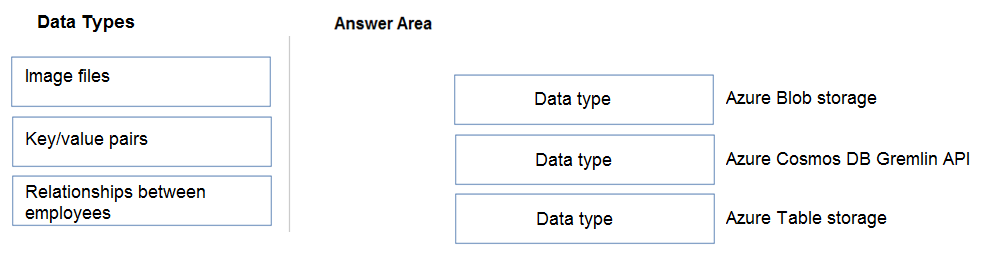 Data Types
Answer Area
Image files
Key/value pairs
Relationships between
employees
Data type
Azure Blob storage
Data type
Azure Cosmos DB Gremlin API
Data type
Azure Table storage